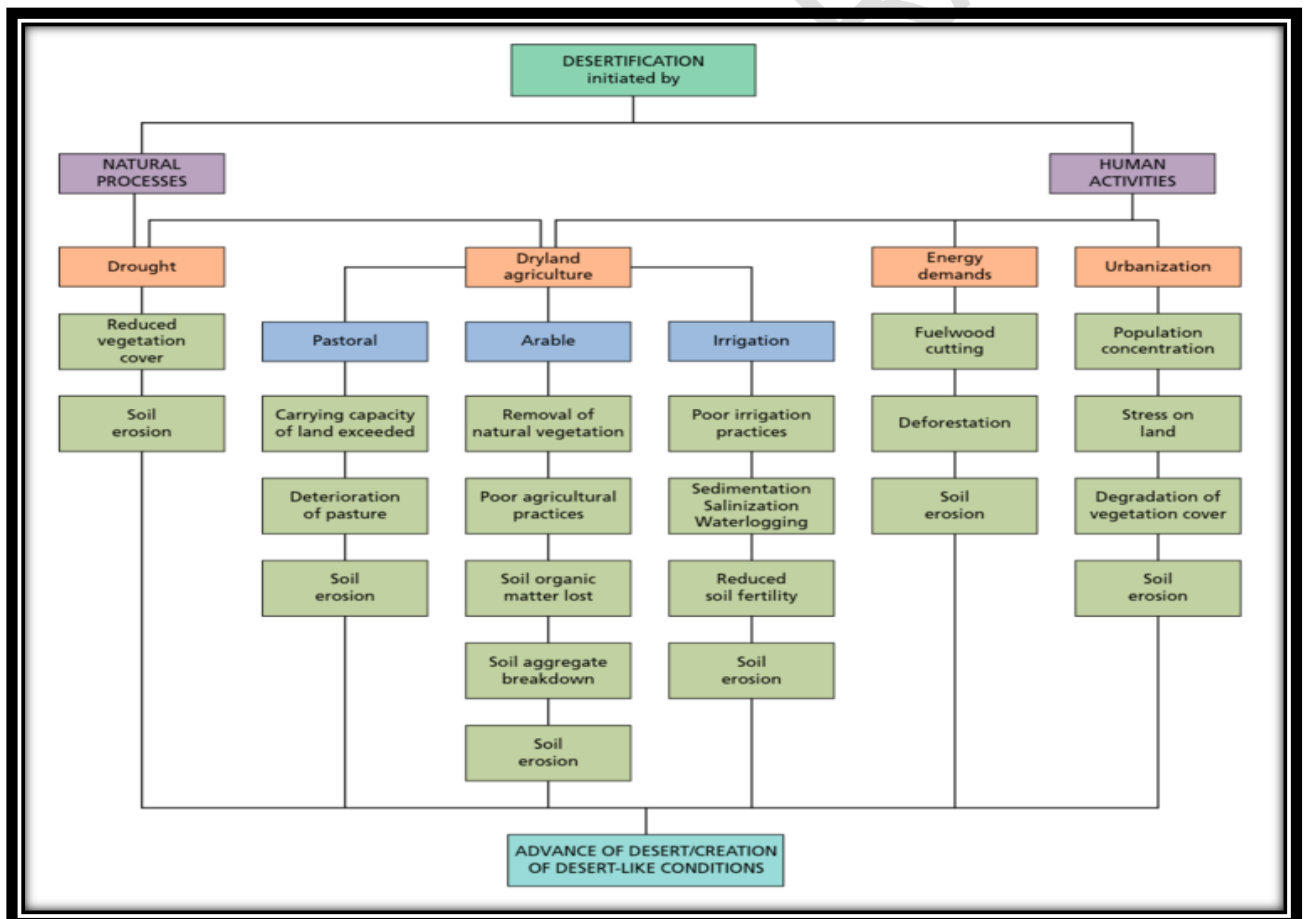 DESERTIFICATION
initiated by
NATURAL
PROCESSES
HUMAN
ACTIVITIES
Drought
Dryland
agriculture
Energy
demands
Urbanization
Reduced
vegetation
cover
Pastoral
Arable
Irrigation
Fuelwood
cutting
Population
concentration
Soil
erosion
Carrying capacity
of land exceeded
Removal of
natural vegetation
Poor irrigation
practices
Deforestation
Stress on
land
Deterioration
of pasture
Poor agricultural
practices
Sedimentation
Salinization
Waterlogging
Soil
erosion
Degradation of
vegetation cover
Soil
erosion
Soil organic
matter lost
Reduced
soil fertility
Soil
erosion
Soil aggregate
breakdown
Soil
erosion
Soil
erosion
ADVANCE OF DESERT/CREATION
OF DESERT-LIKE CONDITIONS